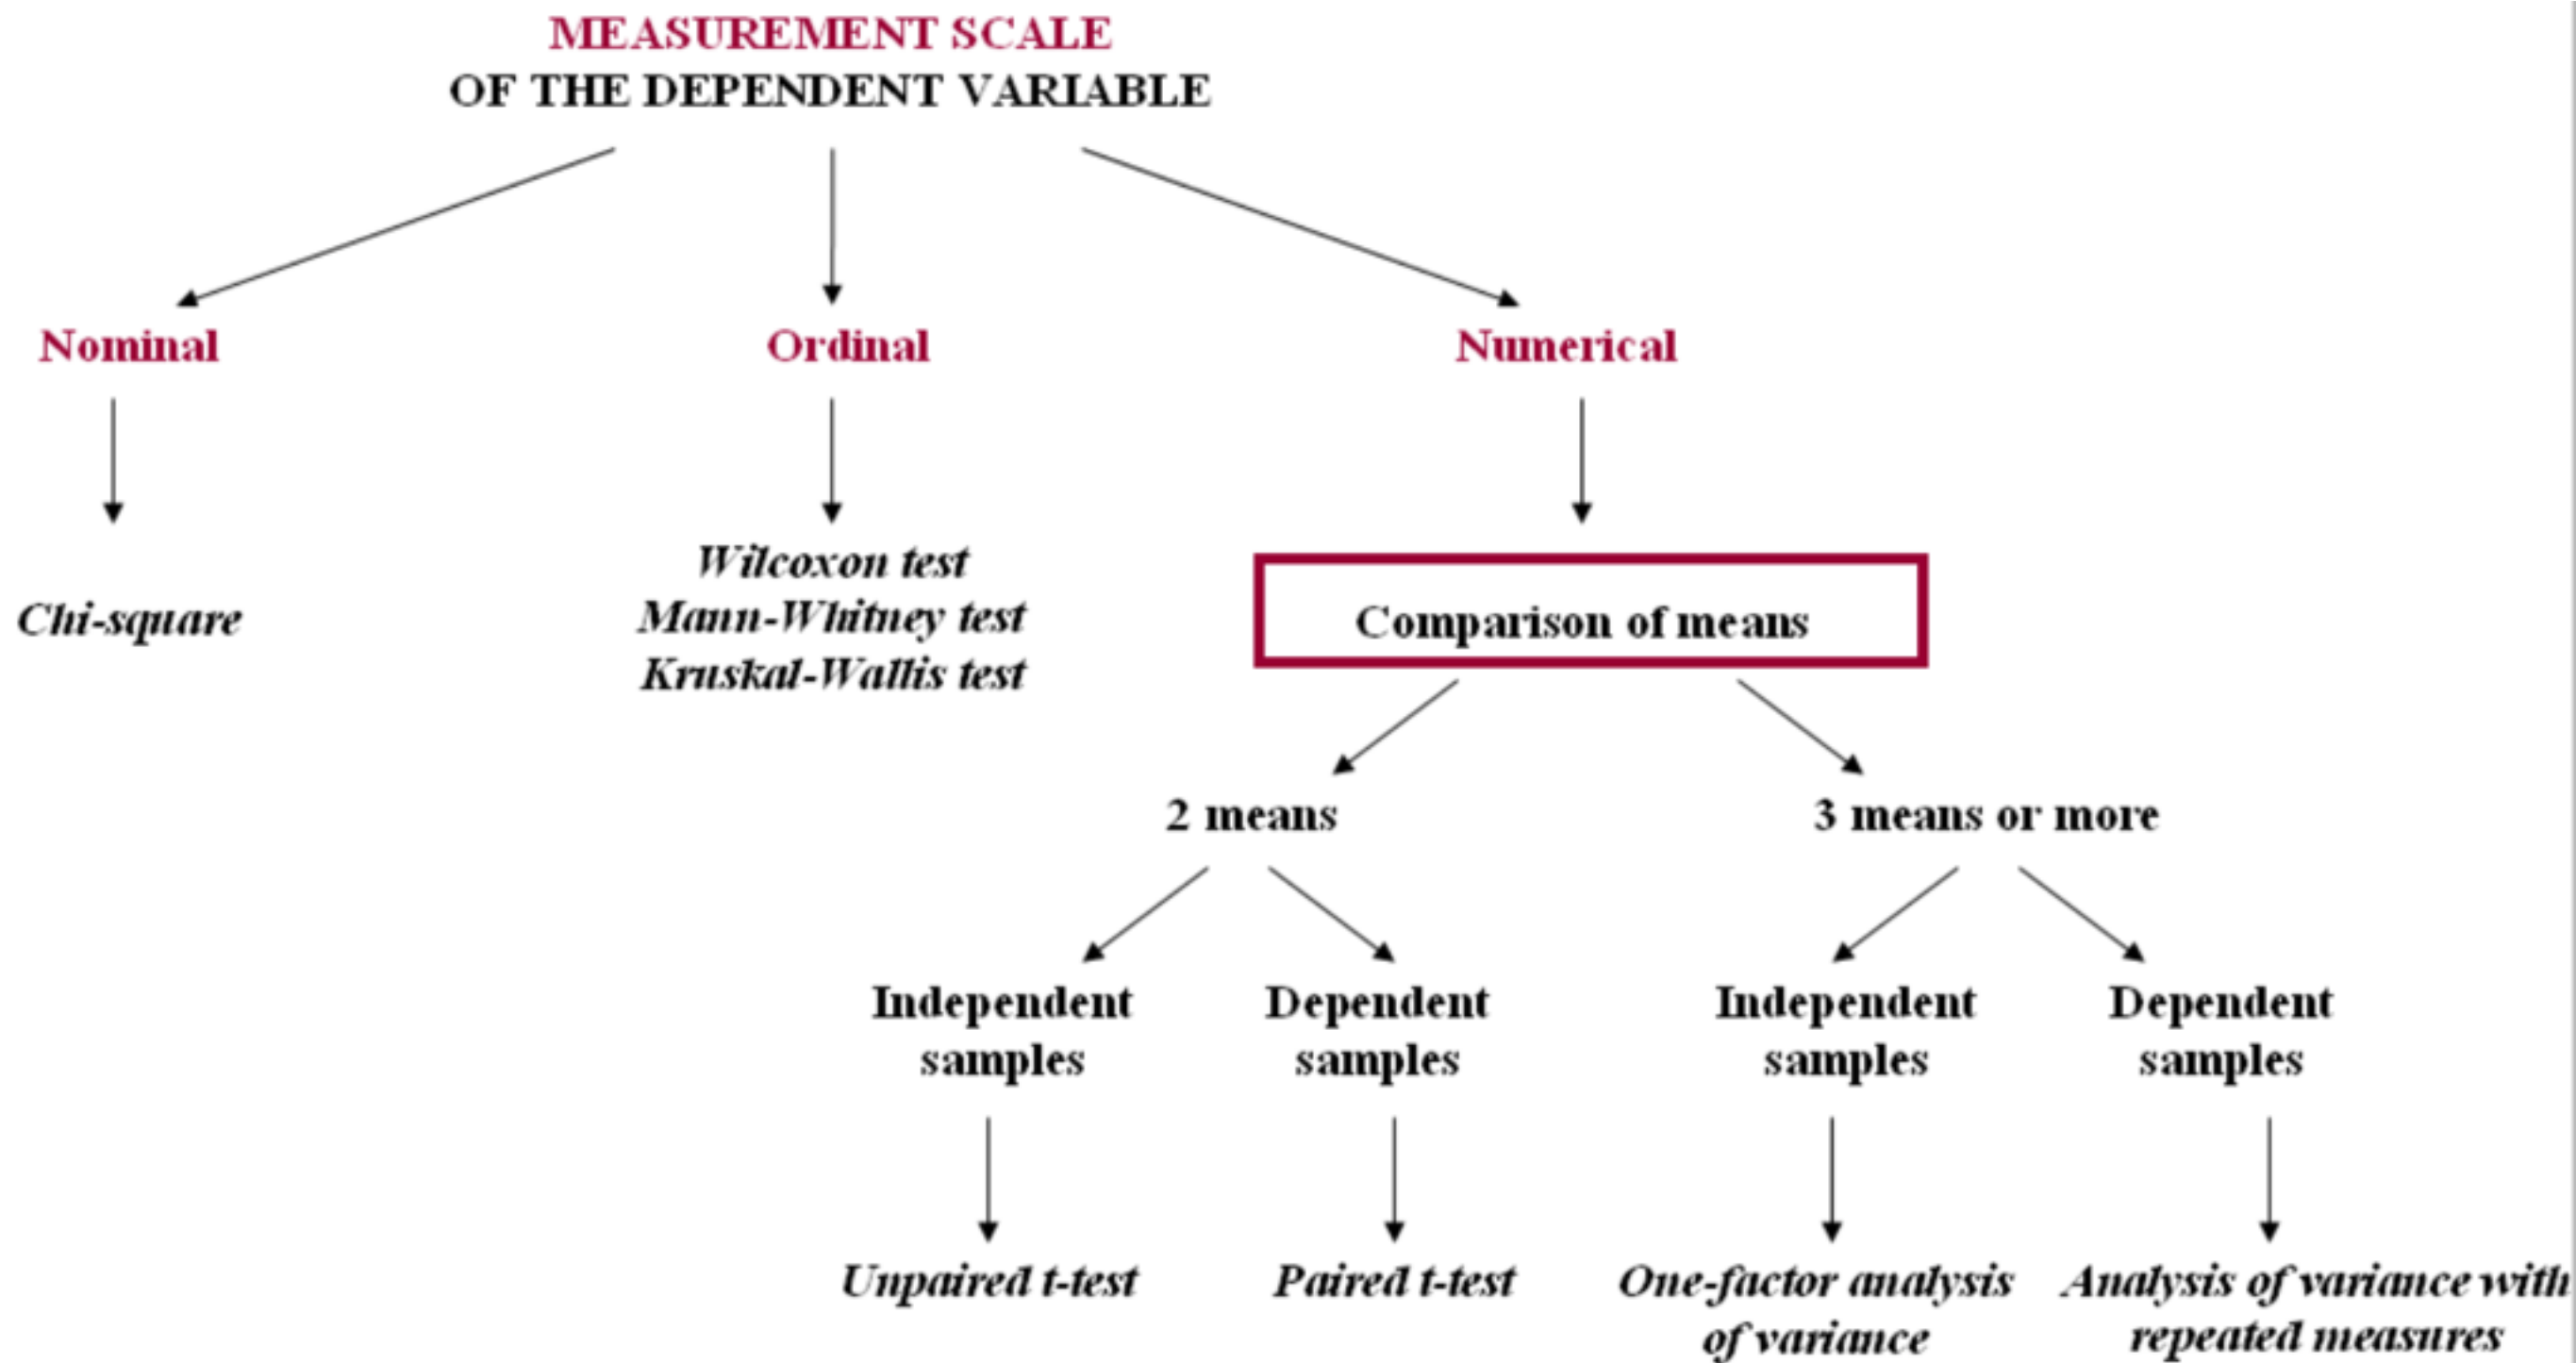 MEASUREMENT SCALE
OF THE DEPENDENT VARIABLE
Nominal
Ordinal
Numerical
Chi-square
Wilcoxon test
Mann-Whitney test
Kruskal-Wallis test
Comparison of means
2 means
3 means or more
Independent
samples
Dependent
samples
Independent
samples
Dependent
samples
Unpaired t-test
Paired t-test
One-factor analysis
of variance
Analysis of variance with
repeated measures